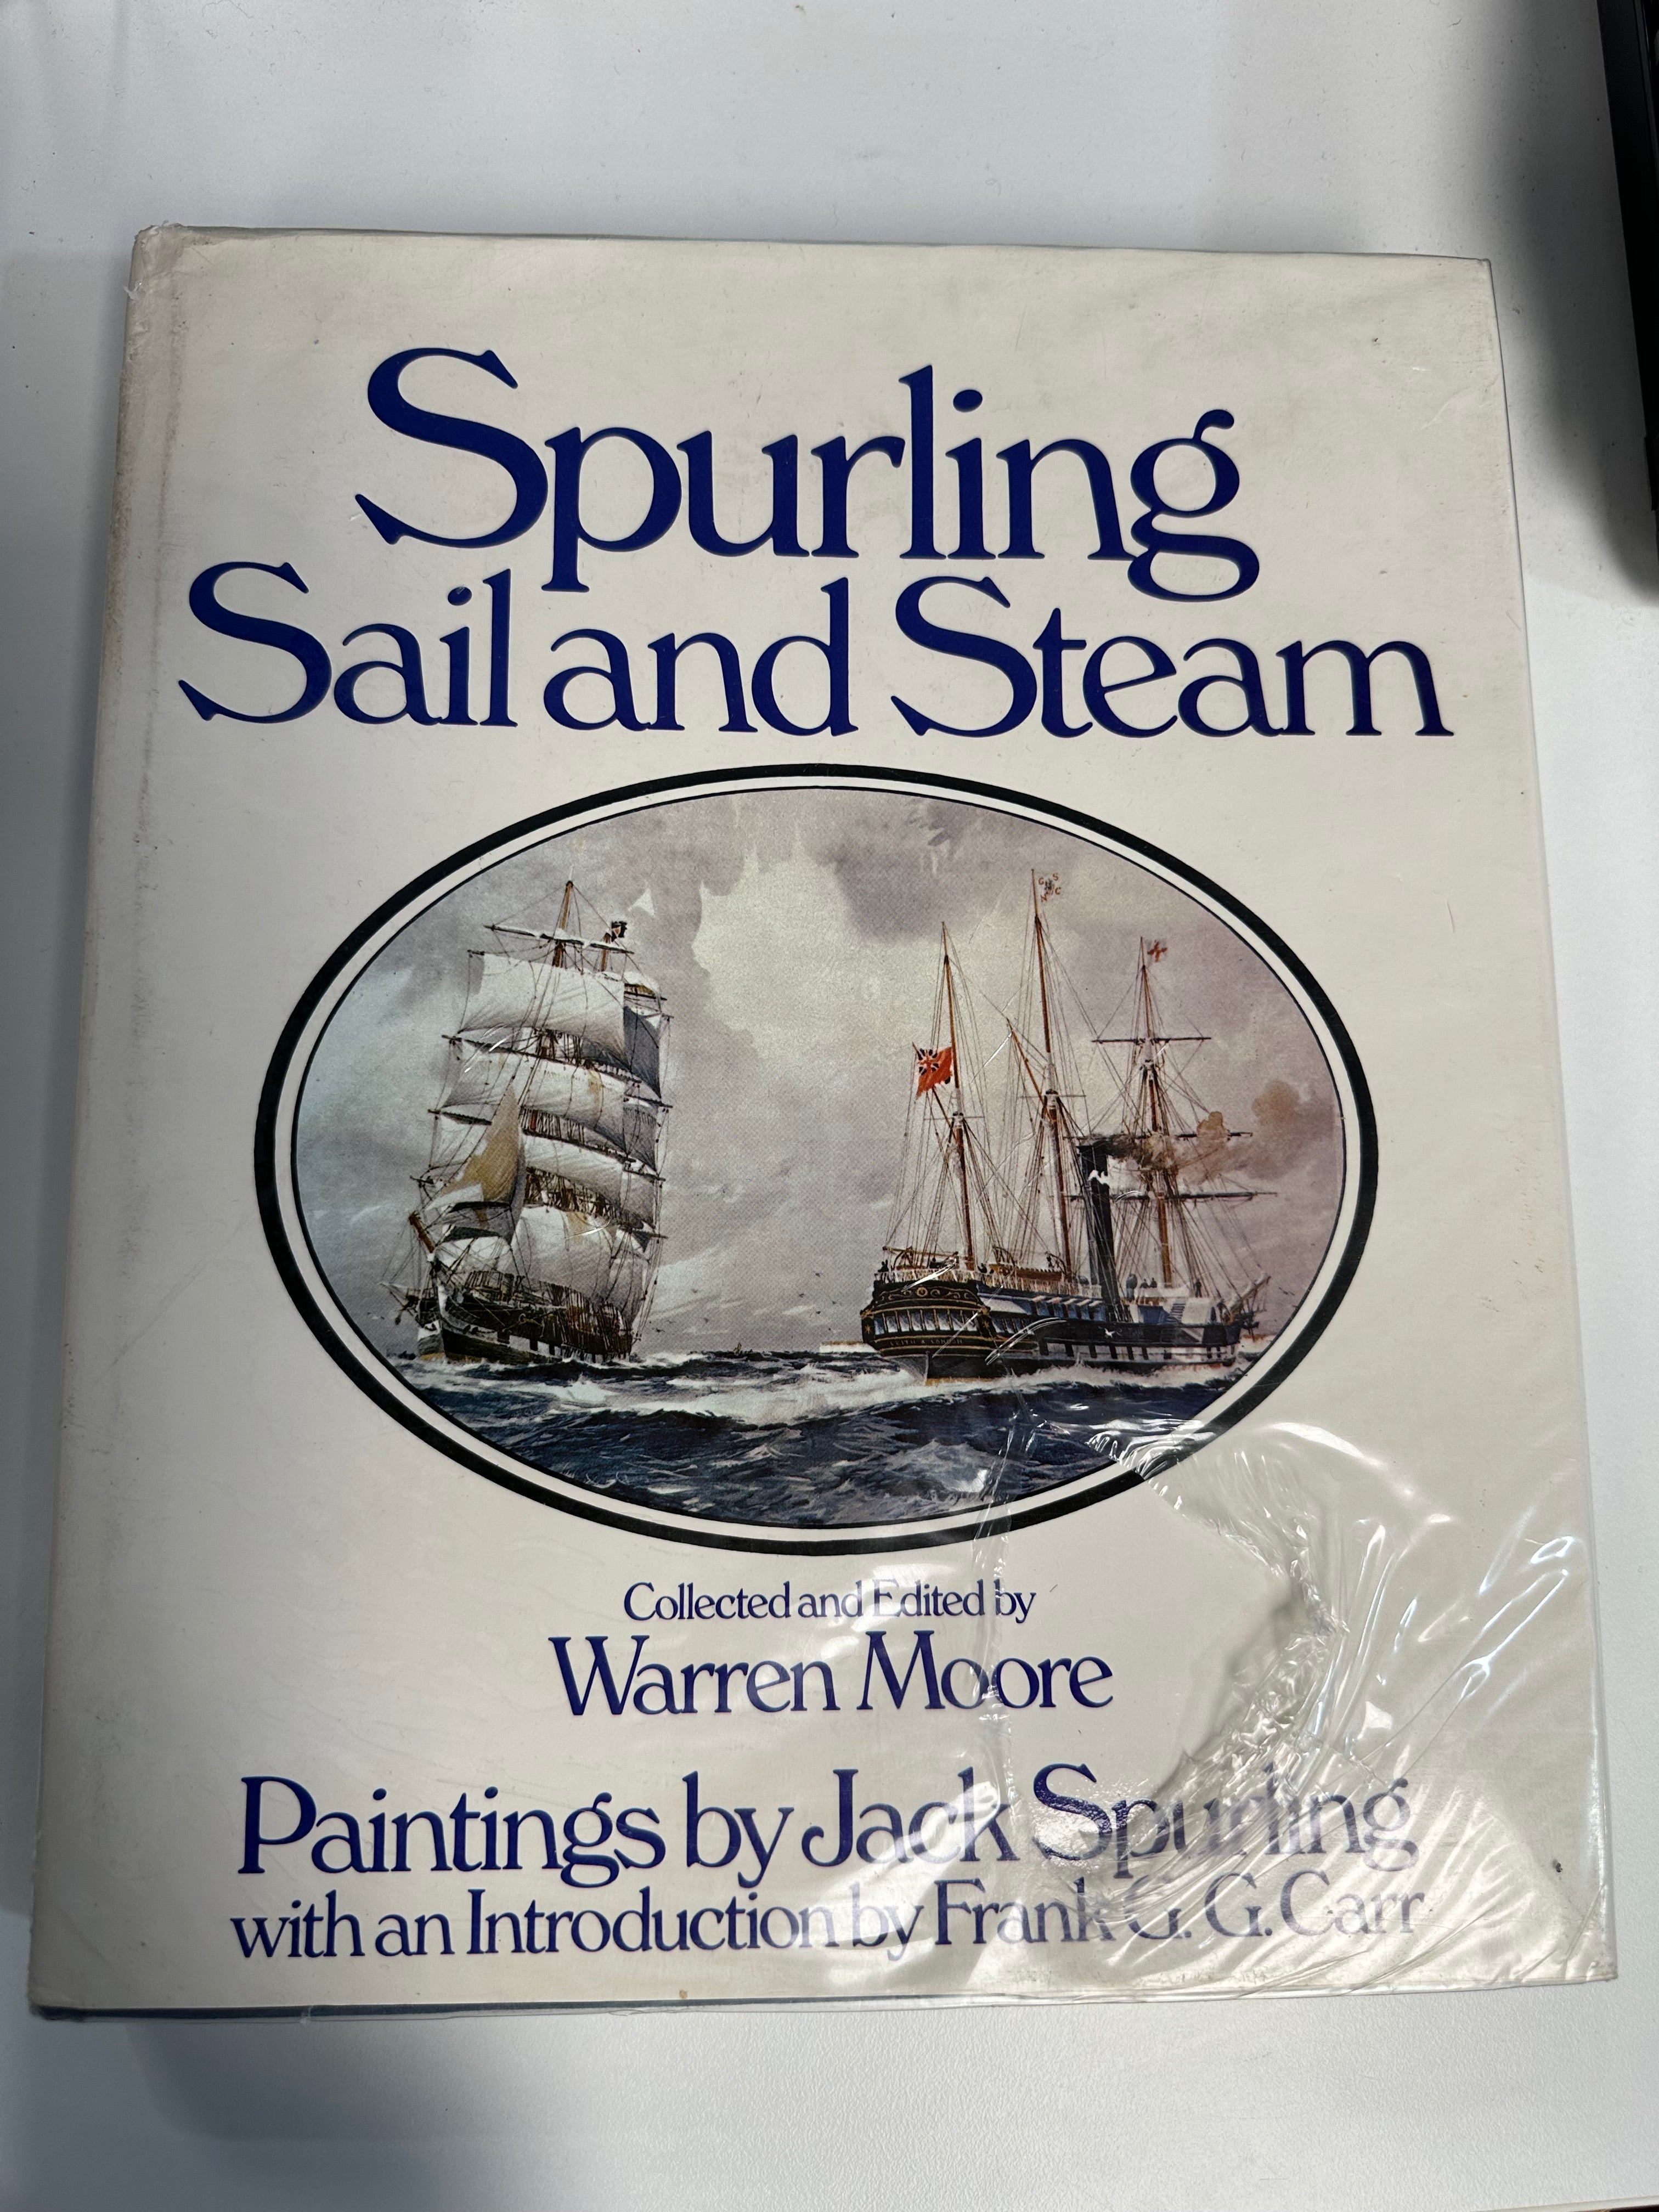 Spurling
Sail and Steam
Collected and Edited by
Warren Moore
Paintings by Jack Spurling
with an Introduction by Frank G. G. Carr